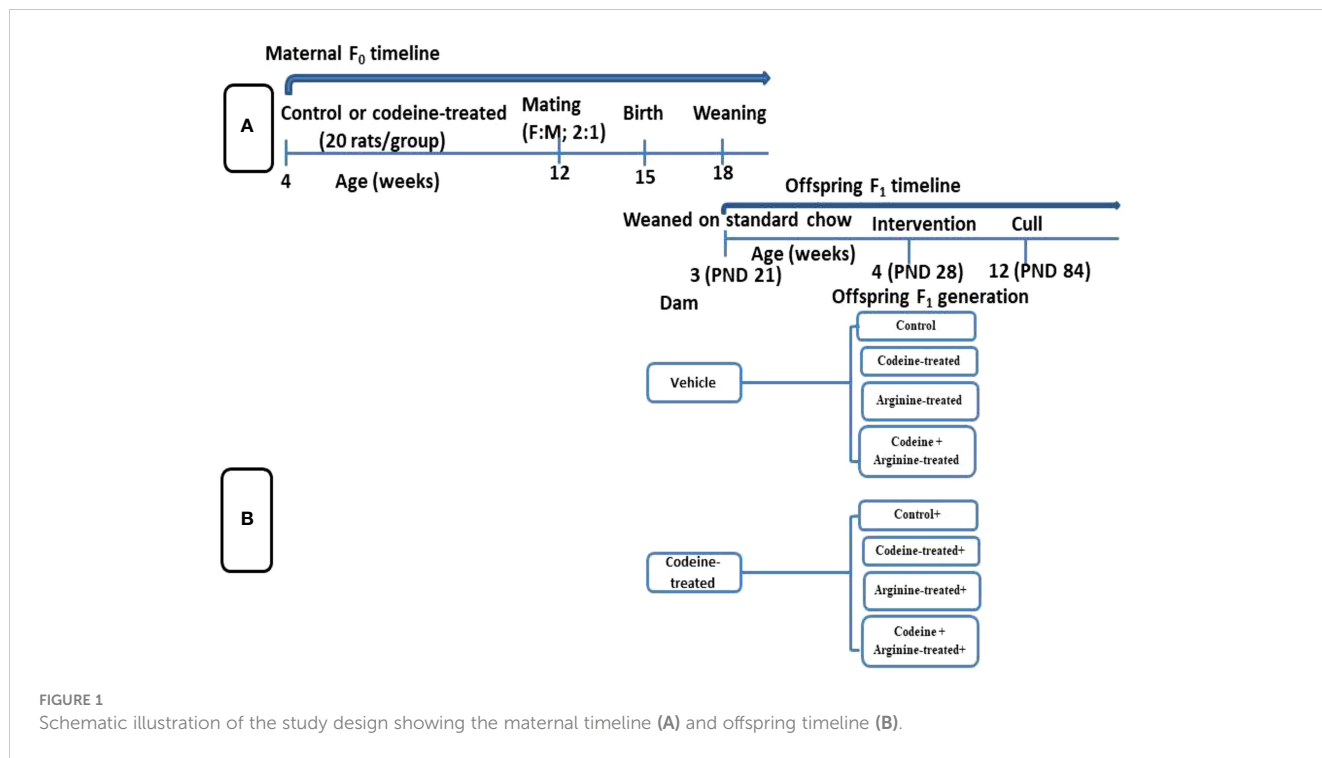 Maternal F₀ timeline
A
Control or codeine-treated
(20 rats/group)
Mating
(F:M; 2:1)
Birth
Weaning
4
Age (weeks)
12
15
18
Offspring F₁ timeline
Weaned on standard chow
Intervention
Cull
Age (weeks)
3 (PND 21)
4 (PND 28)
12 (PND 84)
Dam
Offspring F₁ generation
Control
Codeine-treated
Vehicle
Arginine-treated
Codeine +
Arginine-treated
B
Control+
Codeine-treated+
Codeine-
treated
Arginine-treated+
Codeine +
Arginine-treated+
FIGURE 1
Schematic illustration of the study design showing the maternal timeline (A) and offspring timeline (B).